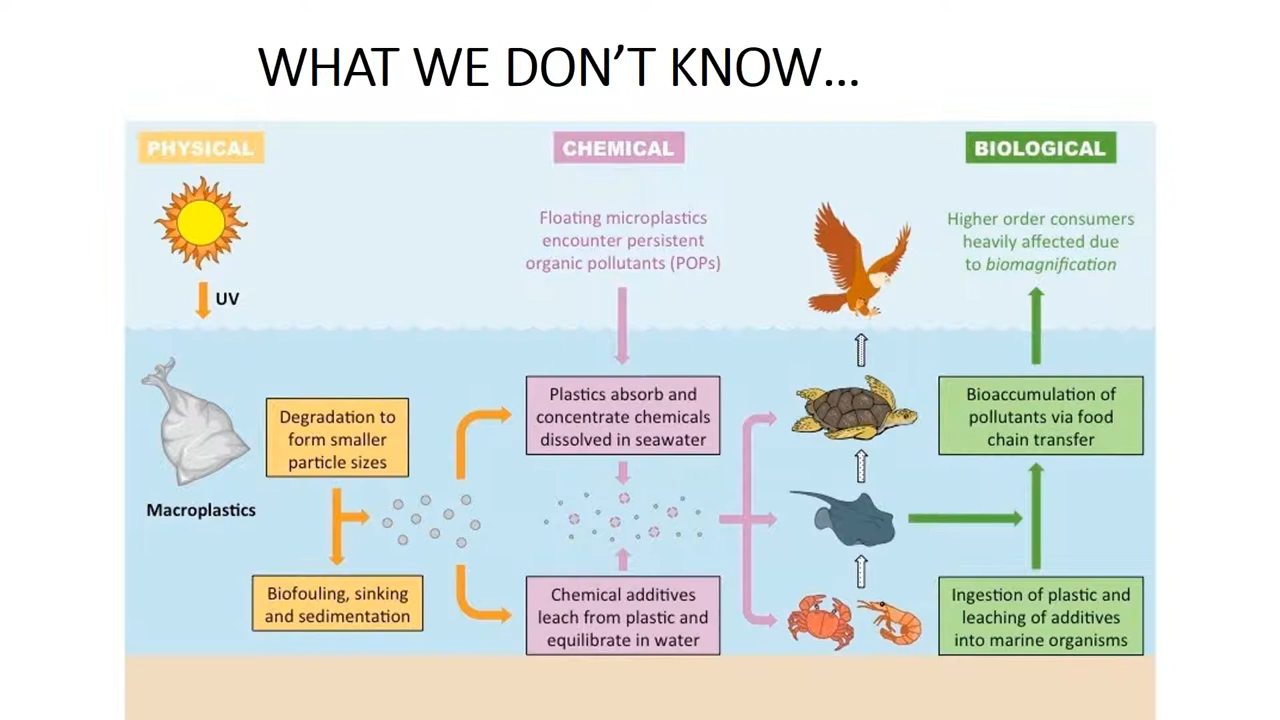 WHAT WE DON’T KNOW...
PHYSICAL
CHEMICAL
BIOLOGICAL
UV
Macroplastics
Degradation to
form smaller
particle sizes
Biofouling, sinking
and sedimentation
Floating microplastics
encounter persistent
organic pollutants (POPs)
Plastics absorb and
concentrate chemicals
dissolved in seawater
Chemical additives
leach from plastic and
equilibrate in water
Higher order consumers
heavily affected due
to biomagnification
Bioaccumulation of
pollutants via food
chain transfer
Ingestion of plastic and
leaching of additives
into marine organisms